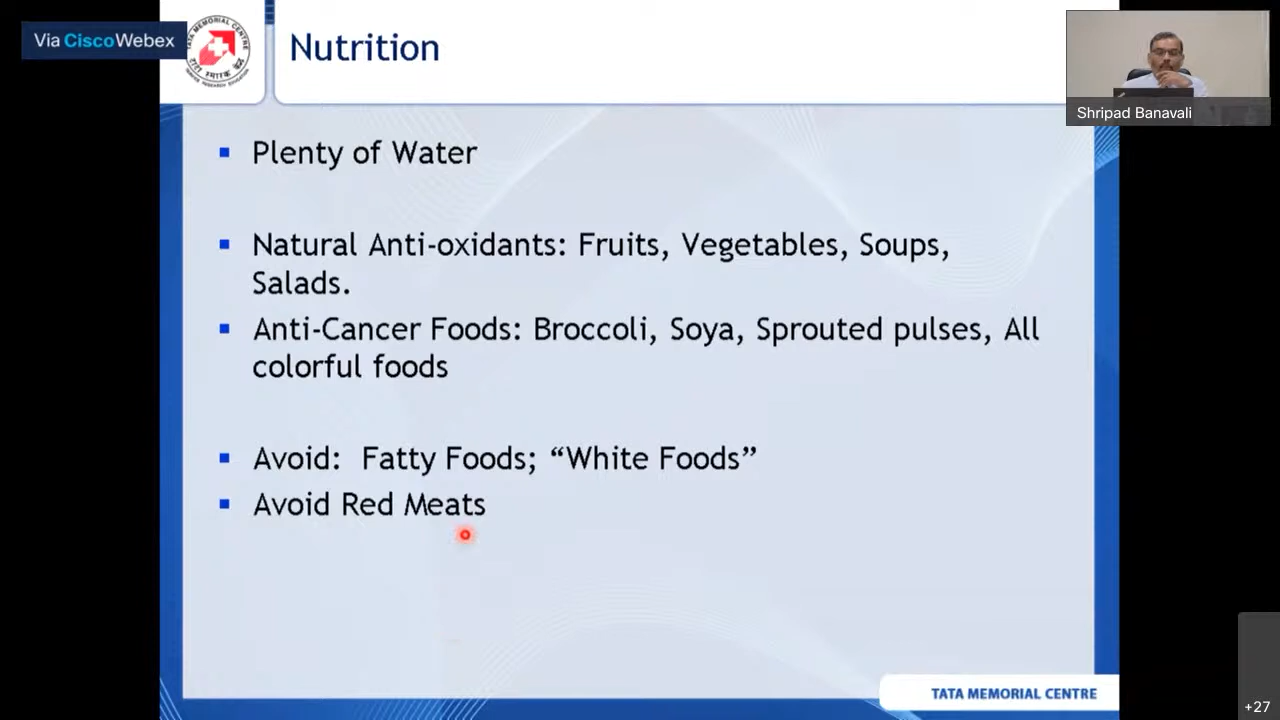 Via Cisco Webex
Nutrition
Shripad Banavali
▪ Plenty of Water
▪ Natural Anti-oxidants: Fruits, Vegetables, Soups,
Salads.
▪ Anti-Cancer Foods: Broccoli, Soya, Sprouted pulses, All
colorful foods
▪ Avoid:  Fatty Foods; “White Foods”
▪ Avoid Red Meats
TATA MEMORIAL CENTRE
+27